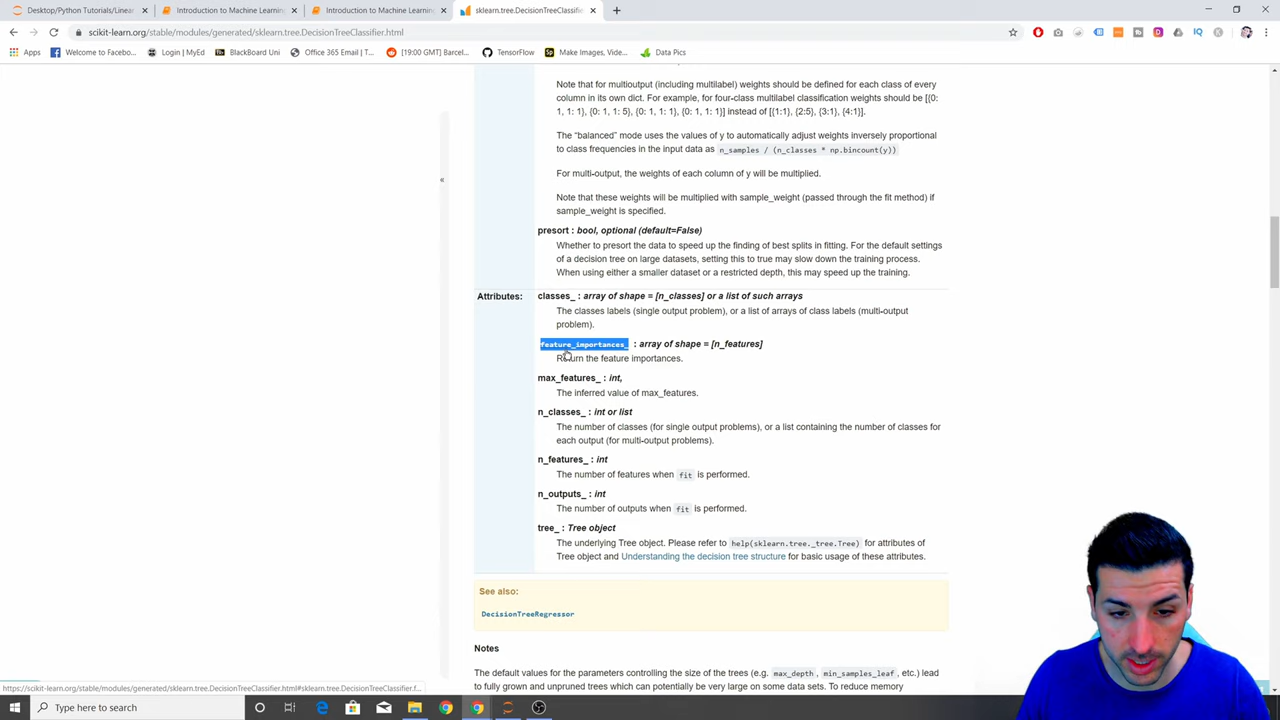 Desktop/Python Tutorials/Linear
Introduction to Machine Learning
Introduction to Machine Learning
sklearn.tree.DecisionTreeClassifier
scikit-learn.org/stable/modules/generated/sklearn.tree.DecisionTreeClassifier.html
Apps Welcome to Facebo... Login | MyEd BlackBoard Uni Office 365 Email | T... [19:00 GMT] Barcel... TensorFlow Make Images, Vide... Data Pics
Note that for multioutput (including multilabel) weights should be defined for each class of every
column in its own dict. For example, for four-class multilabel classification weights should be [{0:
1, 1: 1}, {0: 1, 1: 5}, {0: 1, 1: 1}, {0: 1, 1: 1}] instead of [{1:1}, {2:5}, {3:1}, {4:1}].
The “balanced” mode uses the values of y to automatically adjust weights inversely proportional
to class frequencies in the input data as n_samples / (n_classes * np.bincount(y))
For multi-output, the weights of each column of y will be multiplied.
Note that these weights will be multiplied with sample_weight (passed through the fit method) if
sample_weight is specified.
presort : bool, optional (default=False)
Whether to presort the data to speed up the finding of best splits in fitting. For the default settings
of a decision tree on large datasets, setting this to true may slow down the training process.
When using either a smaller dataset or a restricted depth, this may speed up the training.
«
Attributes: classes_ : array of shape = [n_classes] or a list of such arrays
The classes labels (single output problem), or a list of arrays of class labels (multi-output
problem).
feature_importances_ : array of shape = [n_features]
Return the feature importances.
max_features_ : int,
The inferred value of max_features.
n_classes_ : int or list
The number of classes (for single output problems), or a list containing the number of classes for
each output (for multi-output problems).
n_features_ : int
The number of features when fit is performed.
n_outputs_ : int
The number of outputs when fit is performed.
tree_ : Tree object
The underlying Tree object. Please refer to help(sklearn.tree._tree.Tree) for attributes of
Tree object and Understanding the decision tree structure for basic usage of these attributes.
See also:
DecisionTreeRegressor
Notes
The default values for the parameters controlling the size of the trees (e.g. max_depth, min_samples_leaf, etc.) lead
to fully grown and unpruned trees which can potentially be very large on some data sets. To reduce memory
https://scikit-learn.org/stable/modules/generated/sklearn.tree.DecisionTreeClassifier.html#sklearn.tree.DecisionTreeClassifier.f...
Type here to search